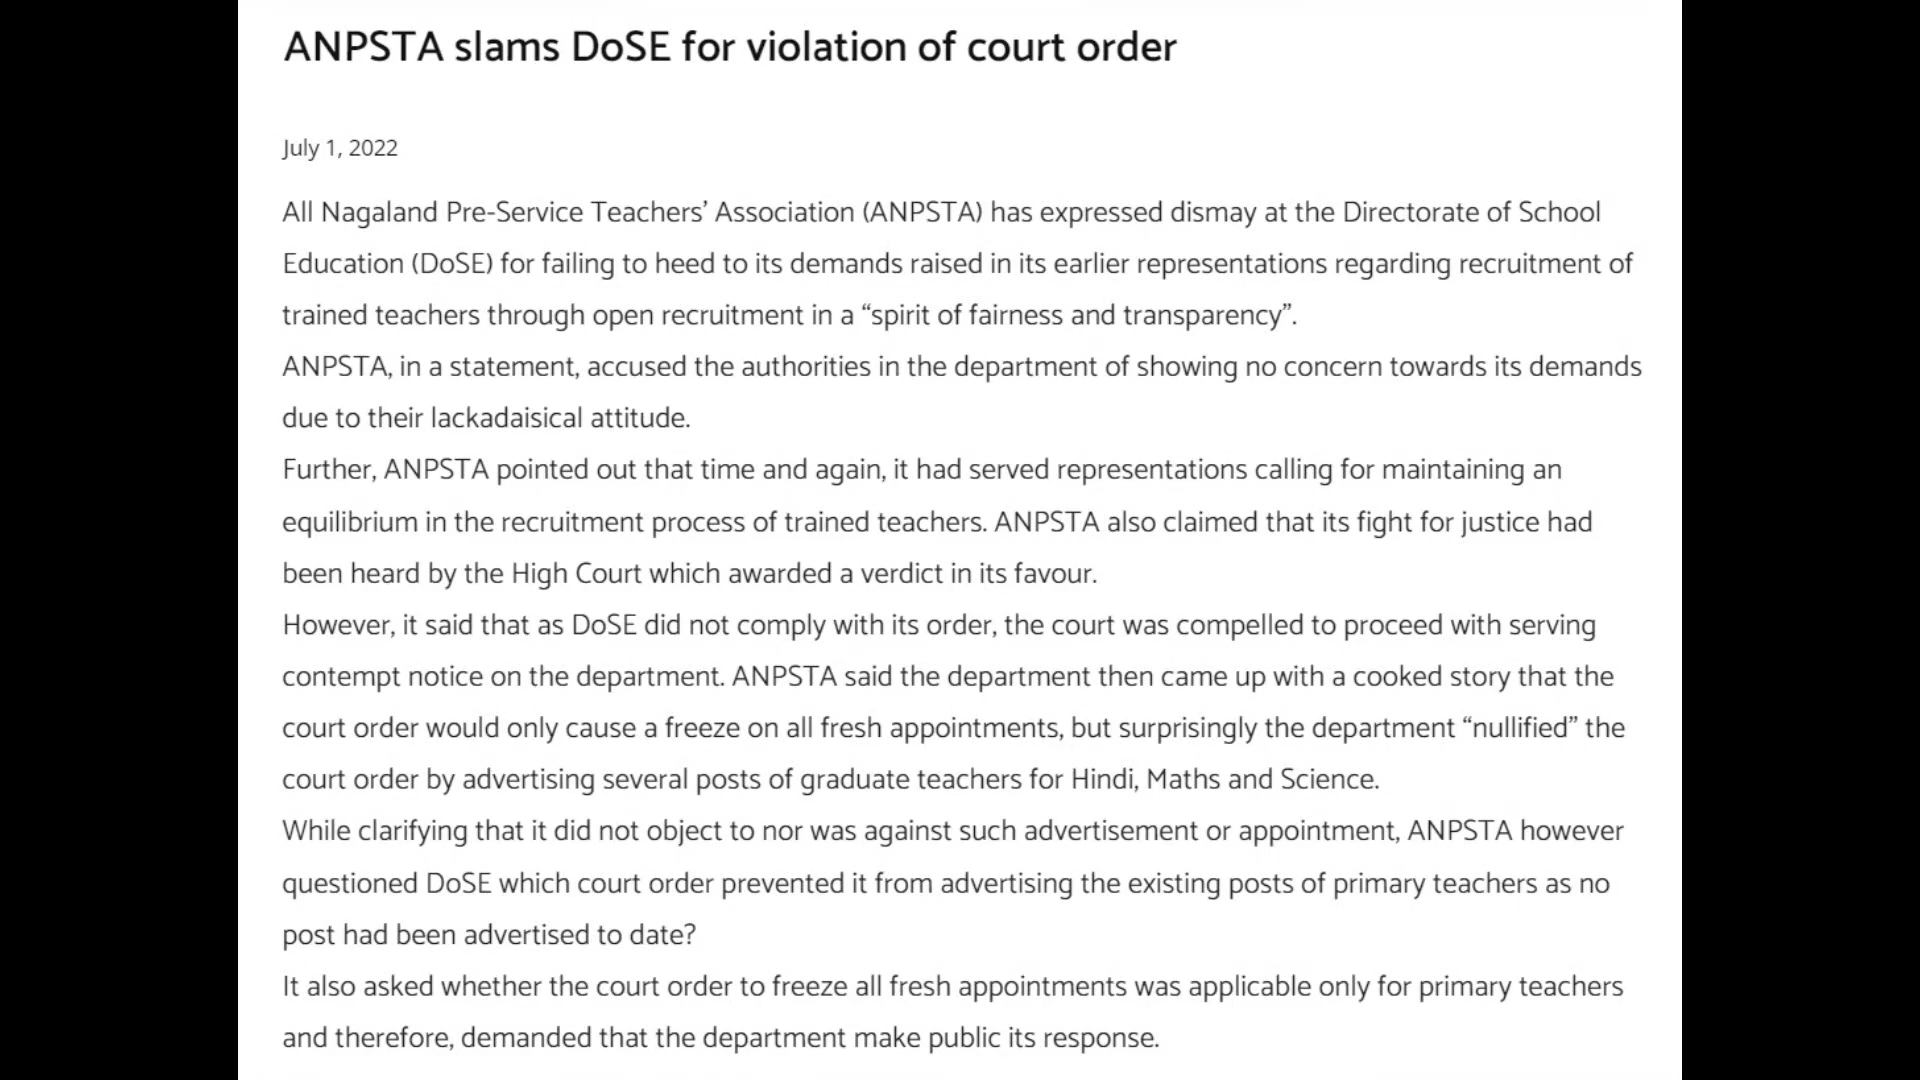 ANPSTA slams DoSE for violation of court order
July 1, 2022
All Nagaland Pre-Service Teachers’ Association (ANPSTA) has expressed dismay at the Directorate of School
Education (DoSE) for failing to heed to its demands raised in its earlier representations regarding recruitment of
trained teachers through open recruitment in a “spirit of fairness and transparency”.
ANPSTA, in a statement, accused the authorities in the department of showing no concern towards its demands
due to their lackadaisical attitude.
Further, ANPSTA pointed out that time and again, it had served representations calling for maintaining an
equilibrium in the recruitment process of trained teachers. ANPSTA also claimed that its fight for justice had
been heard by the High Court which awarded a verdict in its favour.
However, it said that as DoSE did not comply with its order, the court was compelled to proceed with serving
contempt notice on the department. ANPSTA said the department then came up with a cooked story that the
court order would only cause a freeze on all fresh appointments, but surprisingly the department “nullified” the
court order by advertising several posts of graduate teachers for Hindi, Maths and Science.
While clarifying that it did not object to nor was against such advertisement or appointment, ANPSTA however
questioned DoSE which court order prevented it from advertising the existing posts of primary teachers as no
post had been advertised to date?
It also asked whether the court order to freeze all fresh appointments was applicable only for primary teachers
and therefore, demanded that the department make public its response.